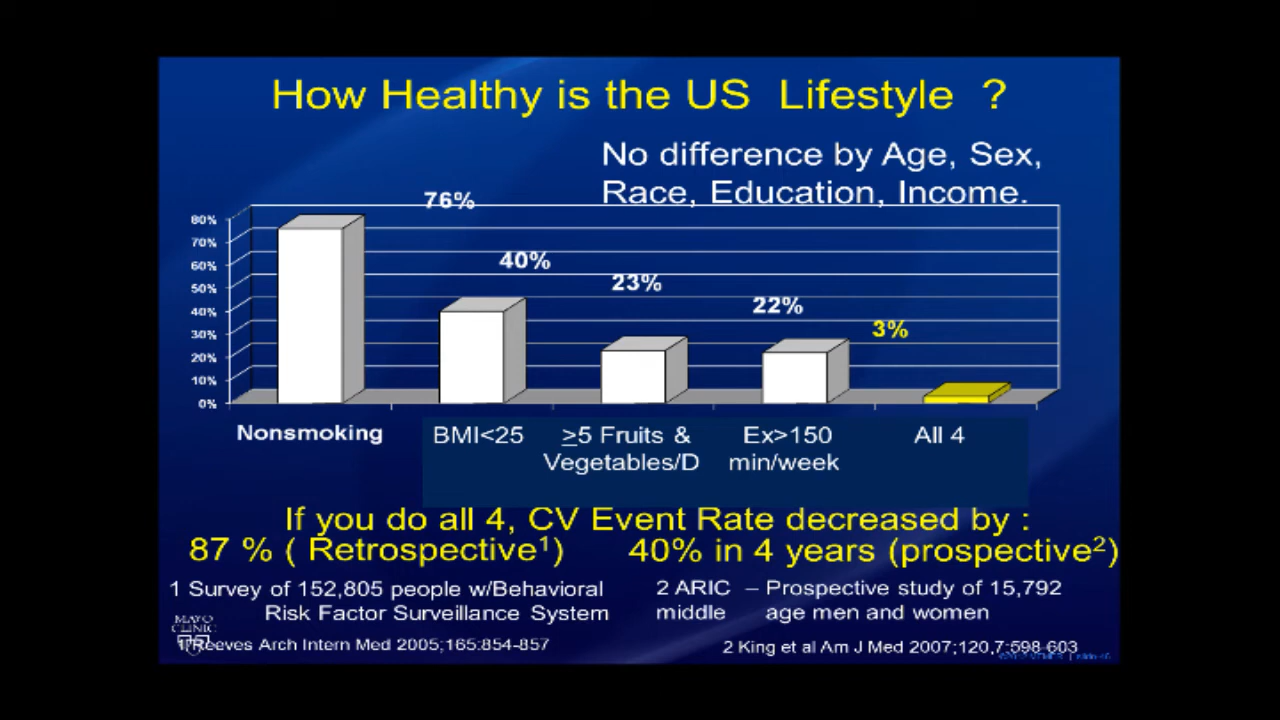 How Healthy is the US Lifestyle ?
No difference by Age, Sex,
Race, Education, Income.
76%
40%
23%
22%
3%
80%
70%
60%
50%
40%
30%
20%
10%
0%
Nonsmoking
BMI<25
≥5 Fruits &
Vegetables/D
Ex>150
min/week
All 4
If you do all 4, CV Event Rate decreased by :
87 % ( Retrospective¹)
40% in 4 years (prospective²)
1 Survey of 152,805 people w/Behavioral
Risk Factor Surveillance System
2 ARIC – Prospective study of 15,792
middle age men and women
MAYO
CLINIC
1 Reeves Arch Intern Med 2005;165:854-857
2 King et al Am J Med 2007;120,7:598-603